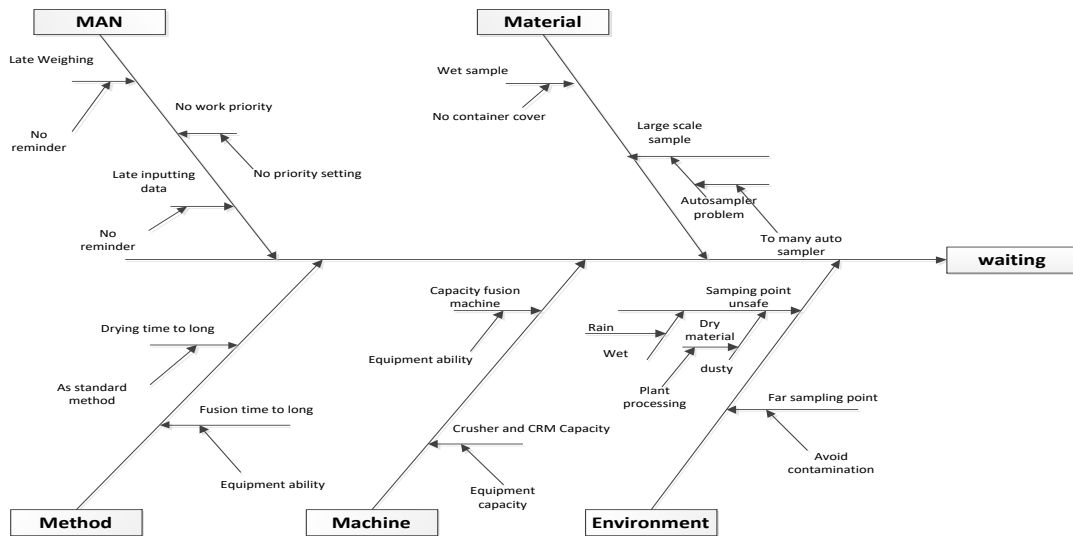 MAN
Material
Late Weighing
No
reminder
No work priority
No priority setting
Late inputting
data
No
reminder
Wet sample
No container cover
Large scale
sample
Autosampler
problem
To many auto
sampler
waiting
Drying time to long
As standard
method
Fusion time to long
Equipment ability
Capacity fusion
machine
Equipment ability
Crusher and CRM Capacity
Equipment
capacity
Samping point
unsafe
Rain
Wet
Dry
material
dusty
Plant
processing
Far sampling point
Avoid
contamination
Method
Machine
Environment